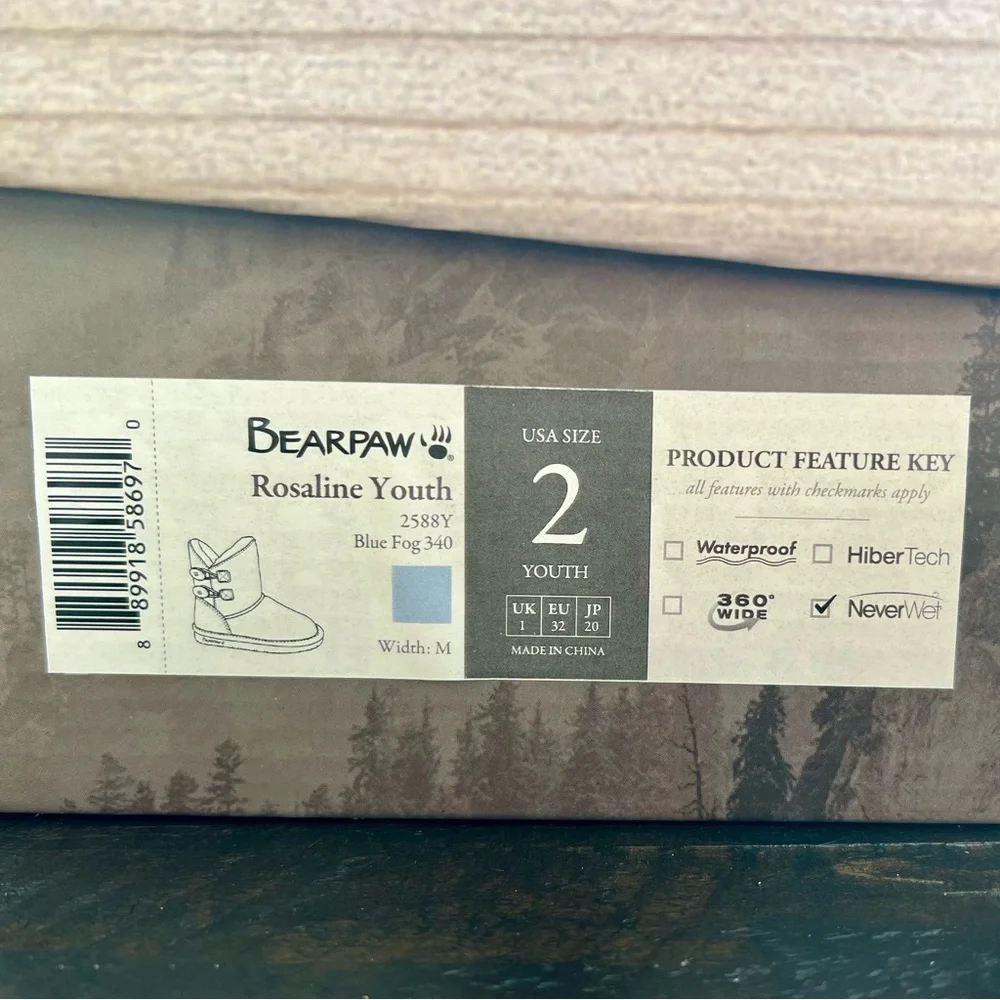 8 89918 58697 0
BEARPAW
Rosaline Youth
2588Y
Blue Fog 340
Width: M
USA SIZE
2
YOUTH
UK EU JP
1 32 20
MADE IN CHINA
PRODUCT FEATURE KEY
all features with checkmarks apply
Waterproof
HiberTech
360°
WIDE
NeverWet